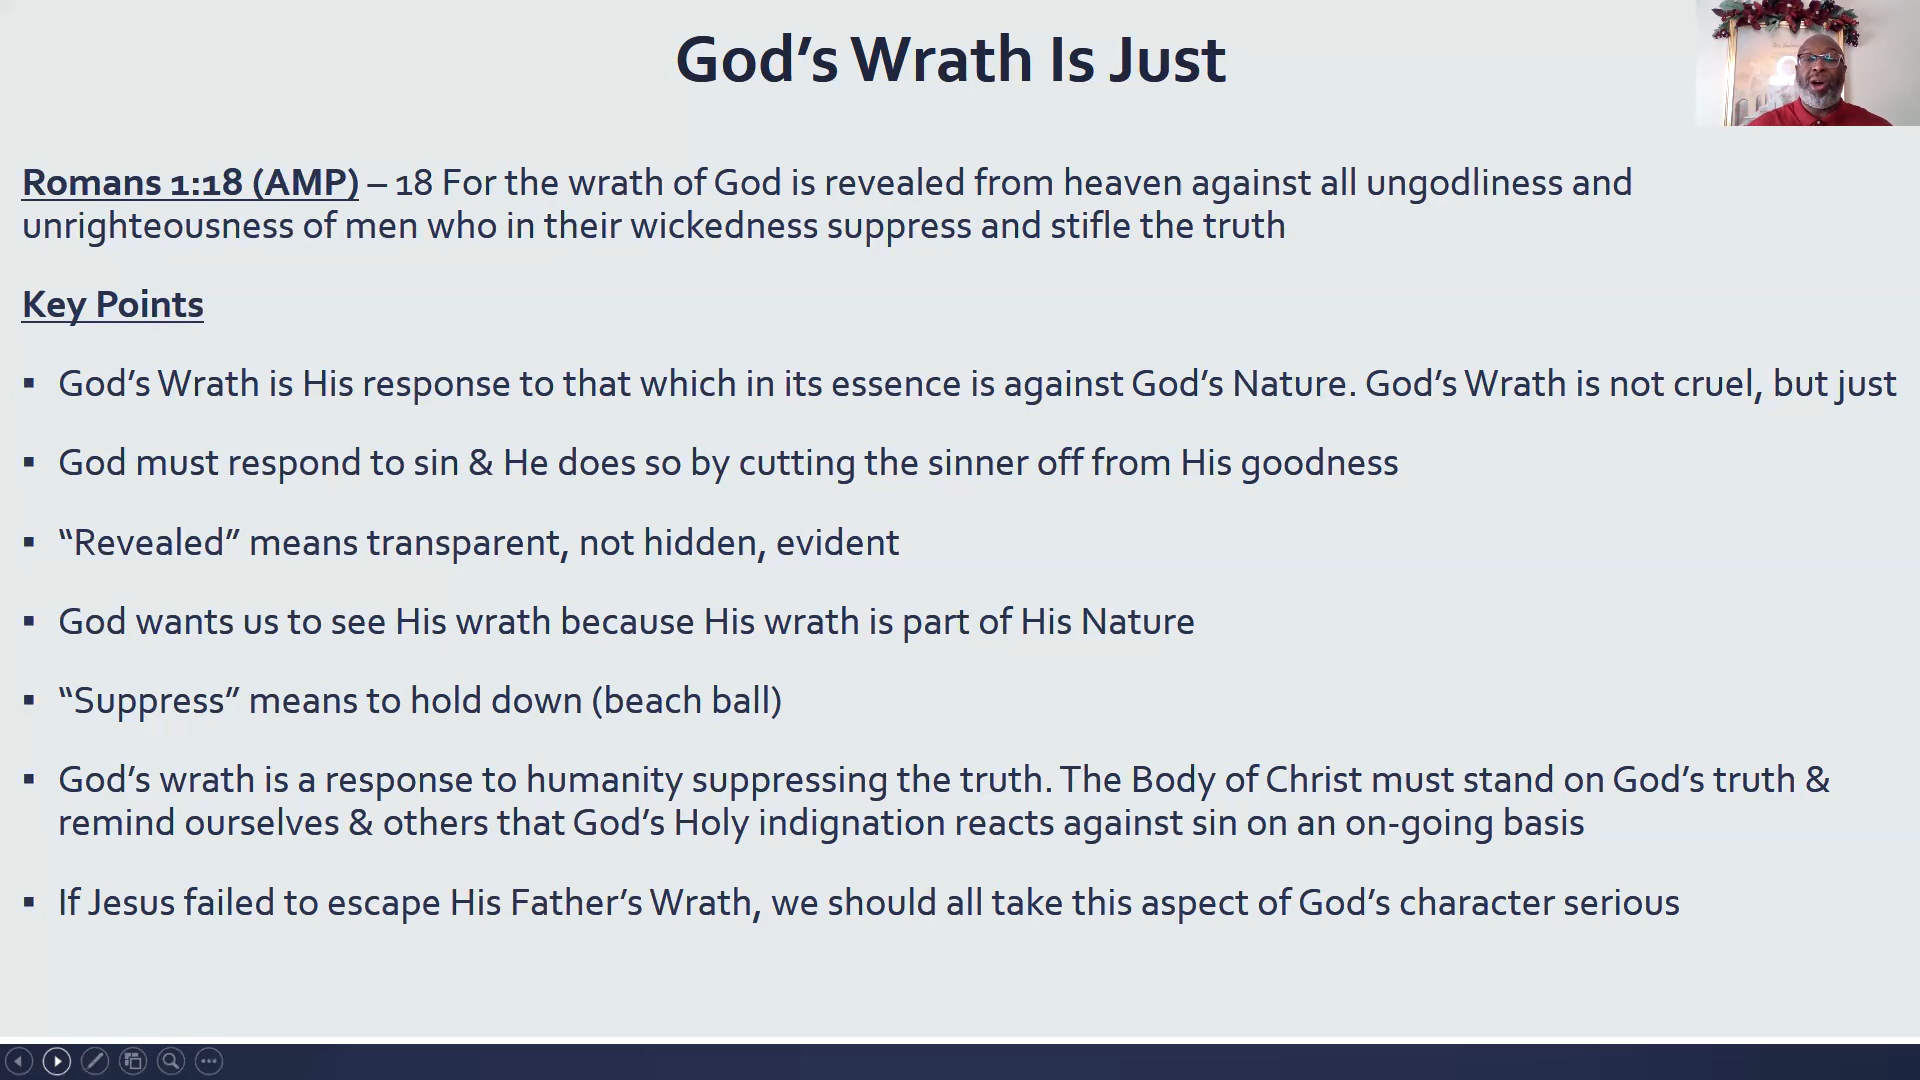 God’s Wrath Is Just
Romans 1:18 (AMP) – 18 For the wrath of God is revealed from heaven against all ungodliness and
unrighteousness of men who in their wickedness suppress and stifle the truth
Key Points
▪ God’s Wrath is His response to that which in its essence is against God’s Nature. God’s Wrath is not cruel, but just
▪ God must respond to sin & He does so by cutting the sinner off from His goodness
▪ “Revealed” means transparent, not hidden, evident
▪ God wants us to see His wrath because His wrath is part of His Nature
▪ “Suppress” means to hold down (beach ball)
▪ God’s wrath is a response to humanity suppressing the truth. The Body of Christ must stand on God’s truth &
remind ourselves & others that God’s Holy indignation reacts against sin on an on-going basis
▪ If Jesus failed to escape His Father’s Wrath, we should all take this aspect of God’s character serious